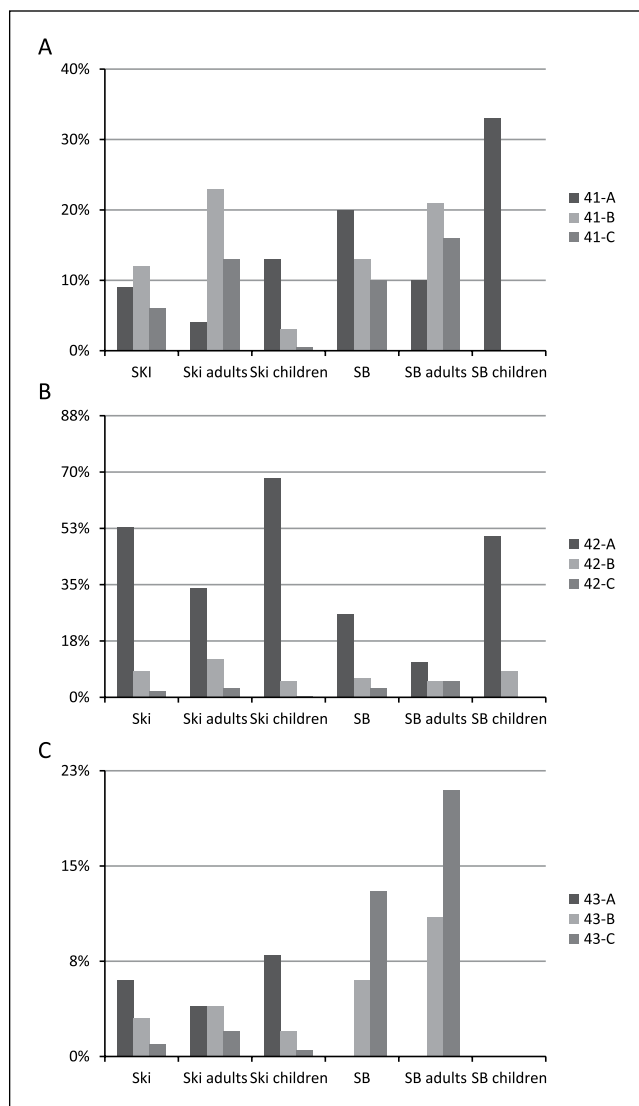 A
40%
30%
20%
10%
0%
SKI Ski adults Ski children SB SB adults SB children
41-A
41-B
41-C
B
88%
70%
53%
35%
18%
0%
Ski Ski adults Ski children SB SB adults SB children
42-A
42-B
42-C
C
23%
15%
8%
0%
Ski Ski adults Ski children SB SB adults SB children
43-A
43-B
43-C